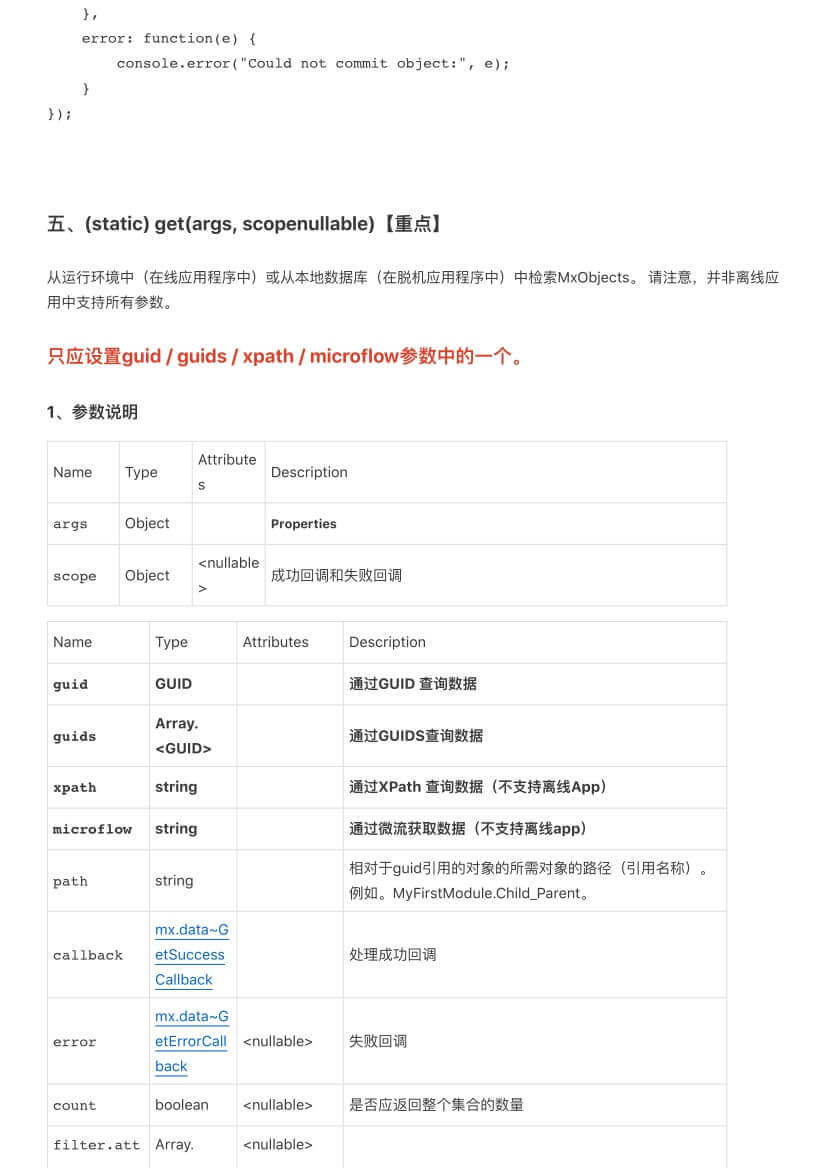 },
error: function(e) {
console.error("Could not commit object:", e);
}
});
五、(static) get(args, scopenullable)【重点】
从运行环境中（在线应用程序中）或从本地数据库（在脱机应用程序中）中检索MxObjects。 请注意，并非离线应
用中支持所有参数。
只应设置guid / guids / xpath / microflow参数中的一个。
1、参数说明
Name Type Attribute
s Description
args Object Properties
scope Object <nullable
> 成功回调和失败回调
Name Type Attributes Description
guid GUID 通过GUID 查询数据
guids Array.
<GUID> 通过GUIDS查询数据
xpath string 通过XPath 查询数据（不支持离线App）
microflow string 通过微流获取数据（不支持离线app）
path string 相对于guid引用的对象的所需对象的路径（引用名称）。
例如。MyFirstModule.Child_Parent。
callback mx.data~G
etSuccess
Callback 处理成功回调
error mx.data~G
etErrorCall
back <nullable> 失败回调
count boolean <nullable> 是否应返回整个集合的数量
filter.att Array. <nullable>